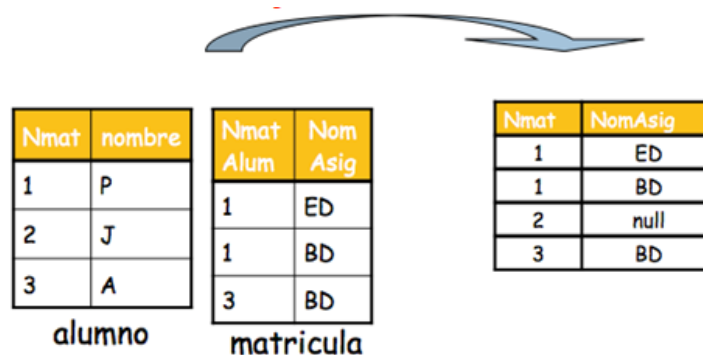 Nmat nombre
1 P
2 J
3 A
alumno
Nmat Nom
Alum Asig
1 ED
1 BD
3 BD
matricula
Nmat NomAsig
1 ED
1 BD
2 null
3 BD